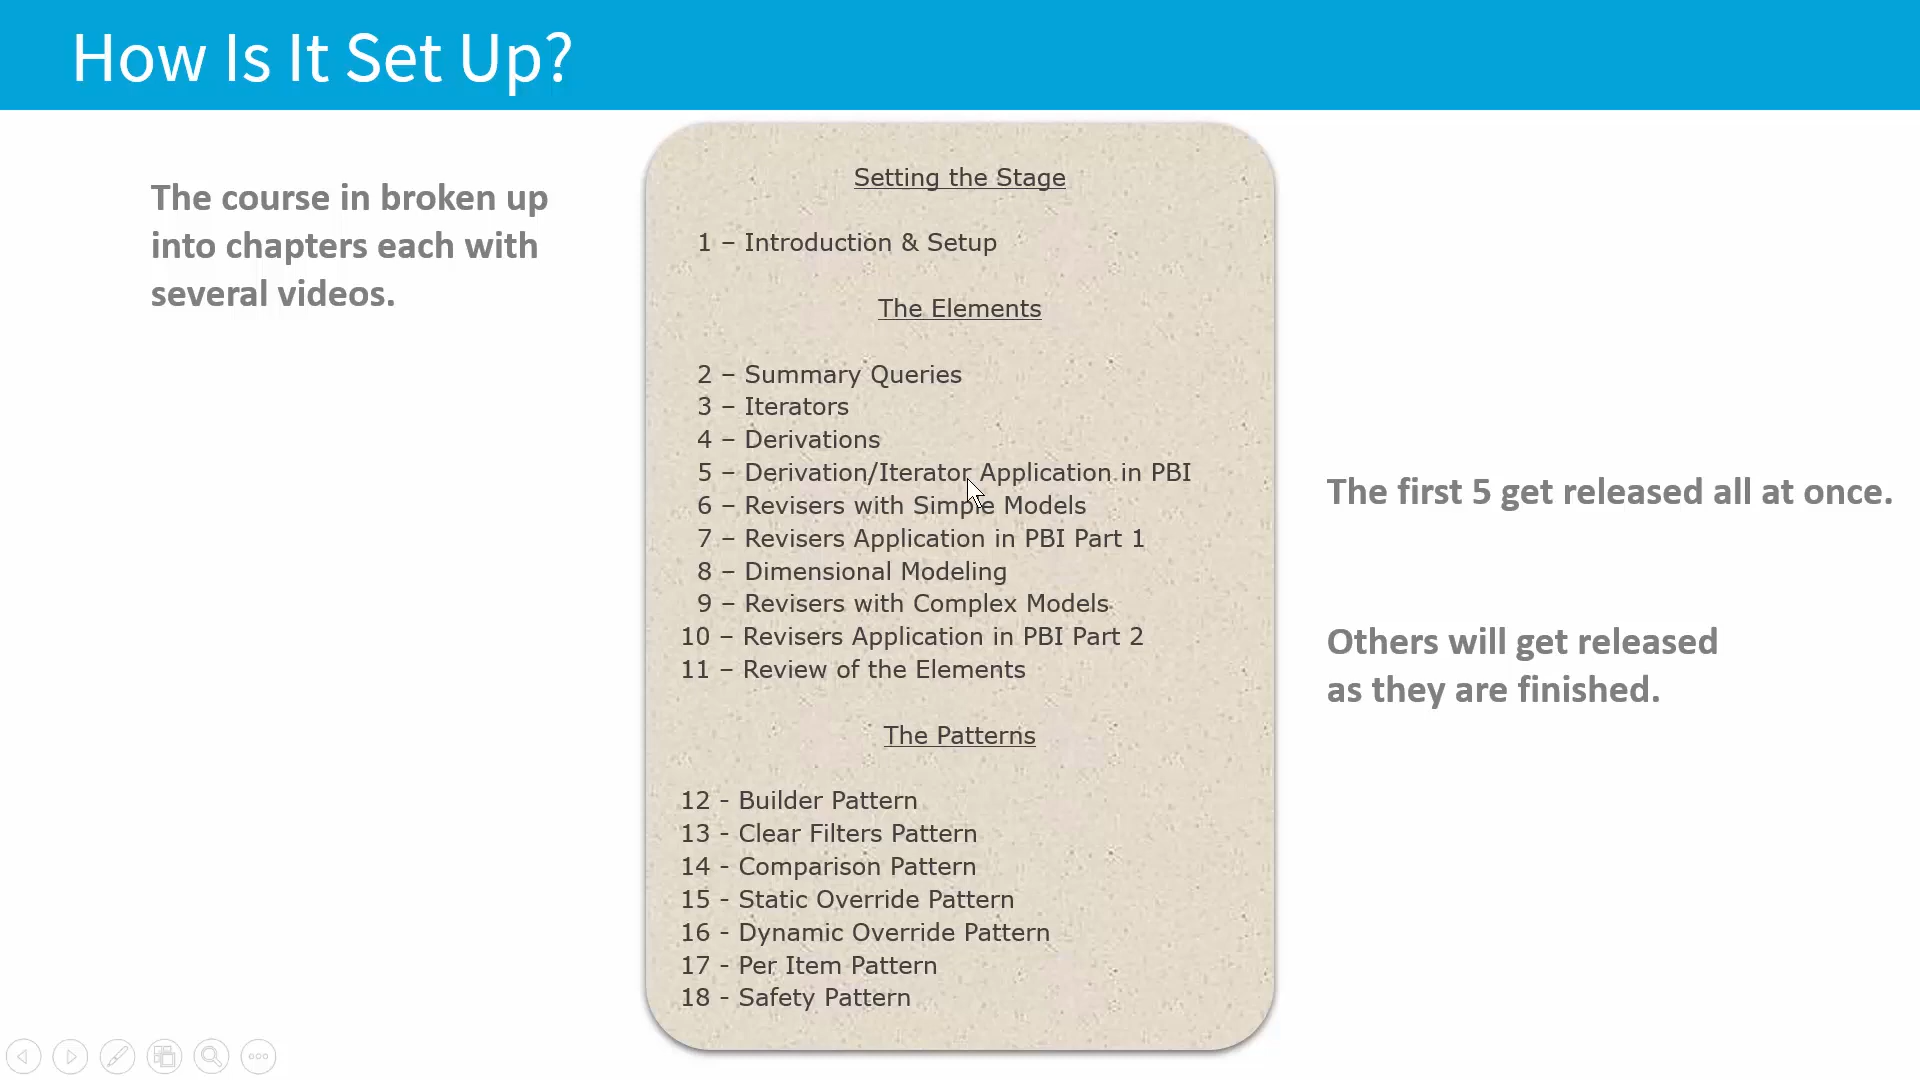 How Is It Set Up?
The course in broken up
into chapters each with
several videos.
Setting the Stage
1 – Introduction & Setup
The Elements
2 – Summary Queries
3 – Iterators
4 – Derivations
5 – Derivation/Iterator Application in PBI
6 – Revisers with Simple Models
7 – Revisers Application in PBI Part 1
8 – Dimensional Modeling
9 – Revisers with Complex Models
10 – Revisers Application in PBI Part 2
11 – Review of the Elements
The Patterns
12 - Builder Pattern
13 - Clear Filters Pattern
14 - Comparison Pattern
15 - Static Override Pattern
16 - Dynamic Override Pattern
17 - Per Item Pattern
18 - Safety Pattern
The first 5 get released all at once.
Others will get released
as they are finished.